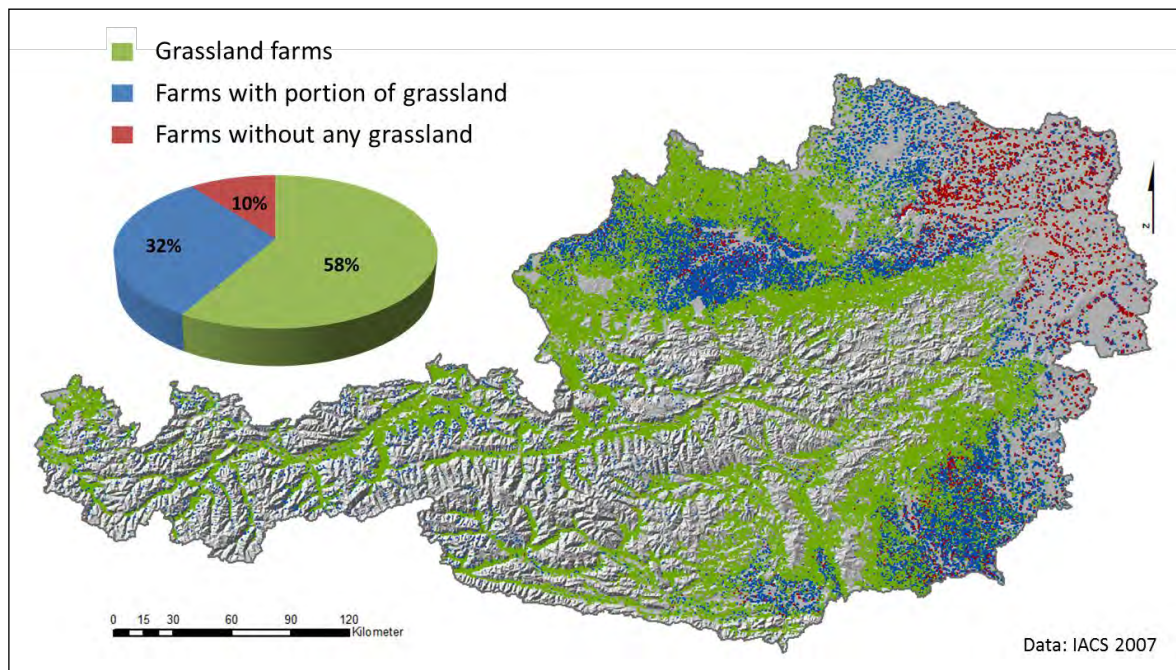 Grassland farms
Farms with portion of grassland
Farms without any grassland
10%
32%
58%
z
0 15 30 60 90 120
Kilometer
Data: IACS 2007